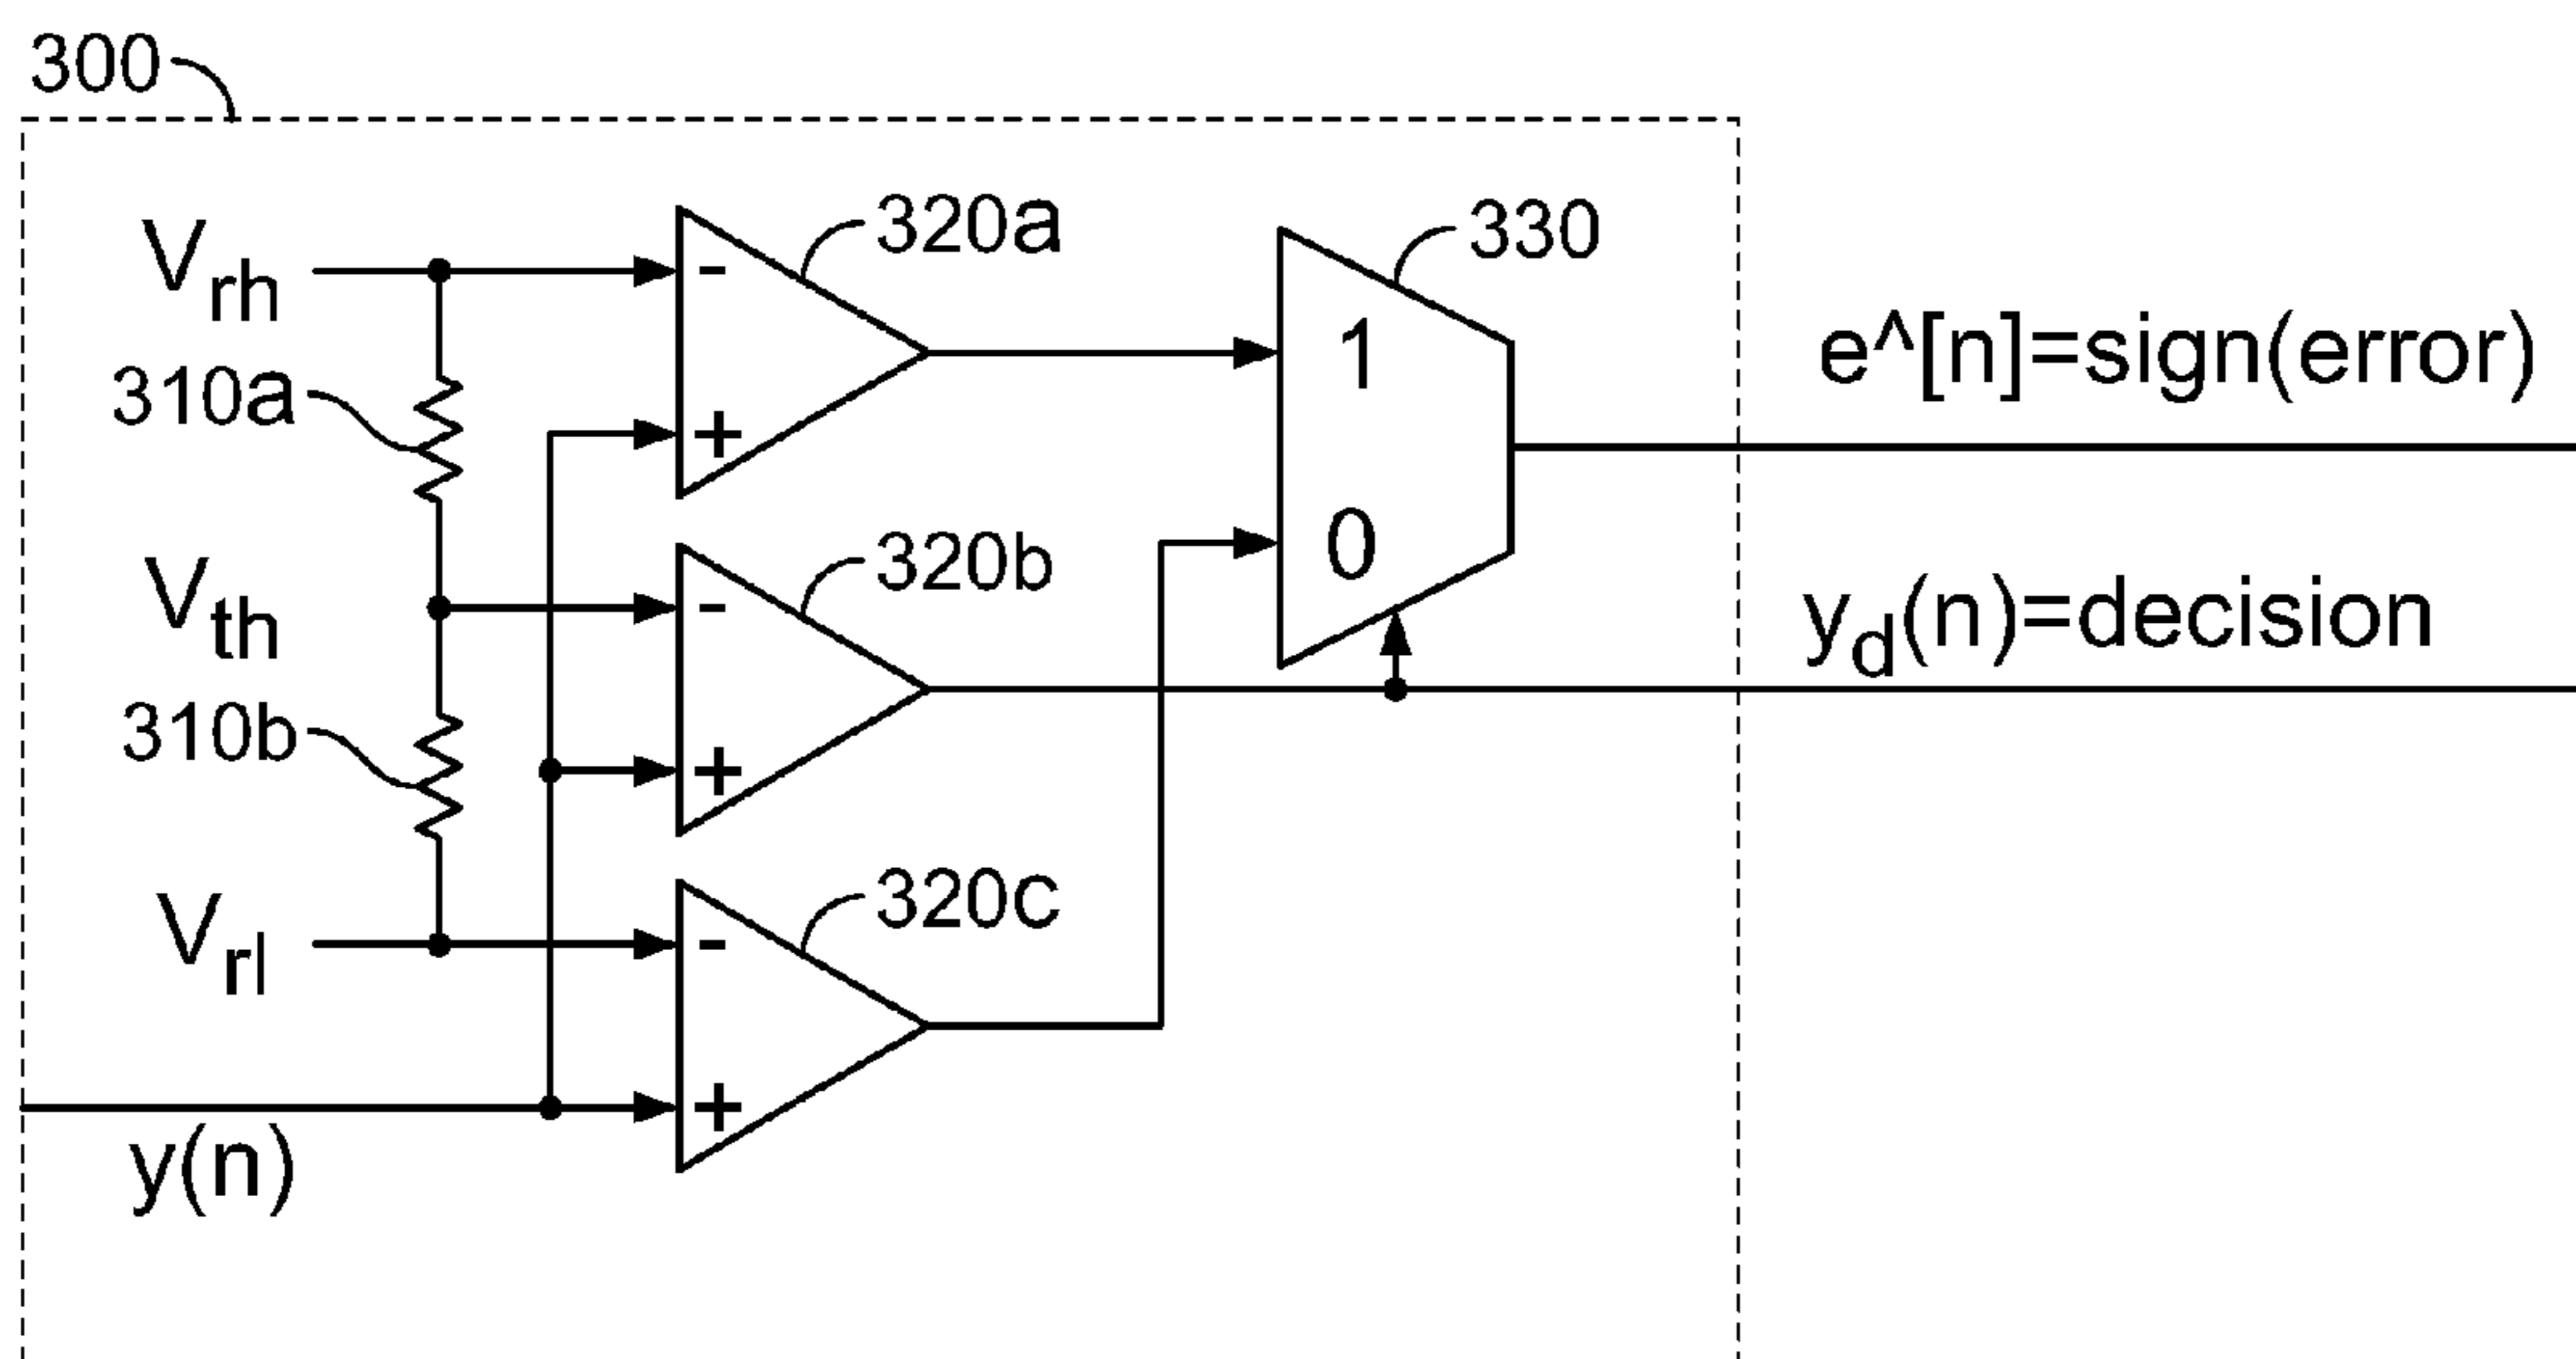 300
V_rh
320a
330
310a
-
+
1
e^[n]=sign(error)
0
V_th
320b
-
y_d(n)=decision
310b
+
V_rl
320c
-
+
y(n)